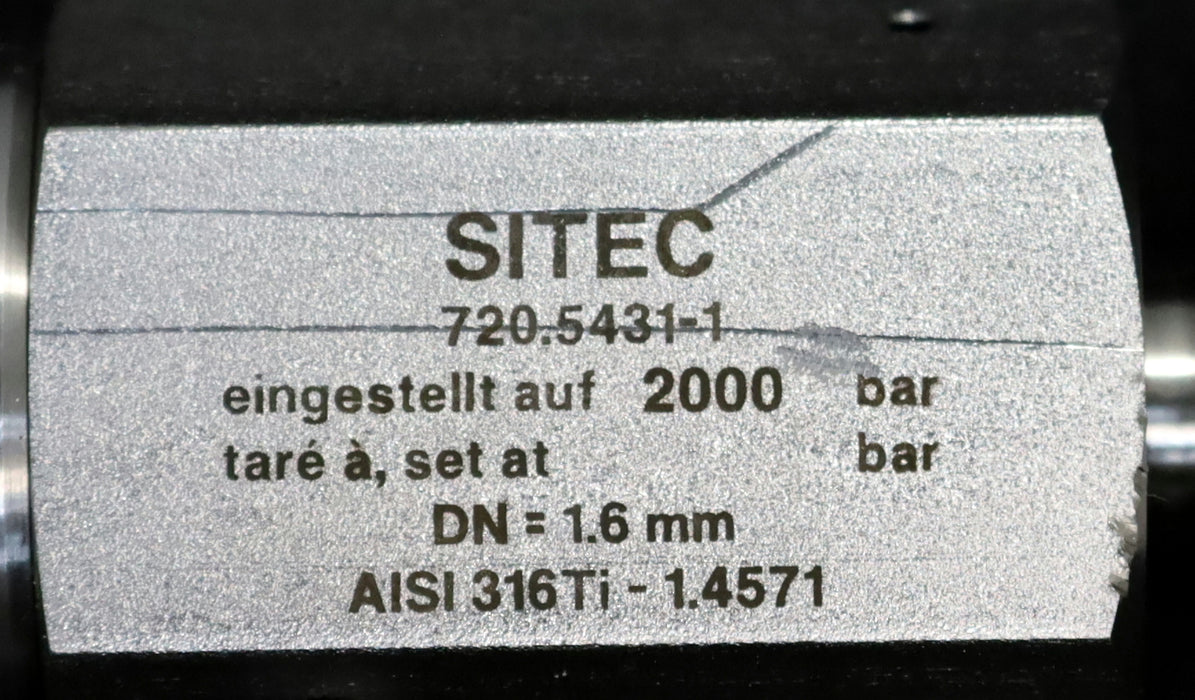 SITEC
720.5431-1
eingestellt auf 2000 bar
taré à, set at bar
DN = 1.6 mm
AISI 316Ti - 1.4571